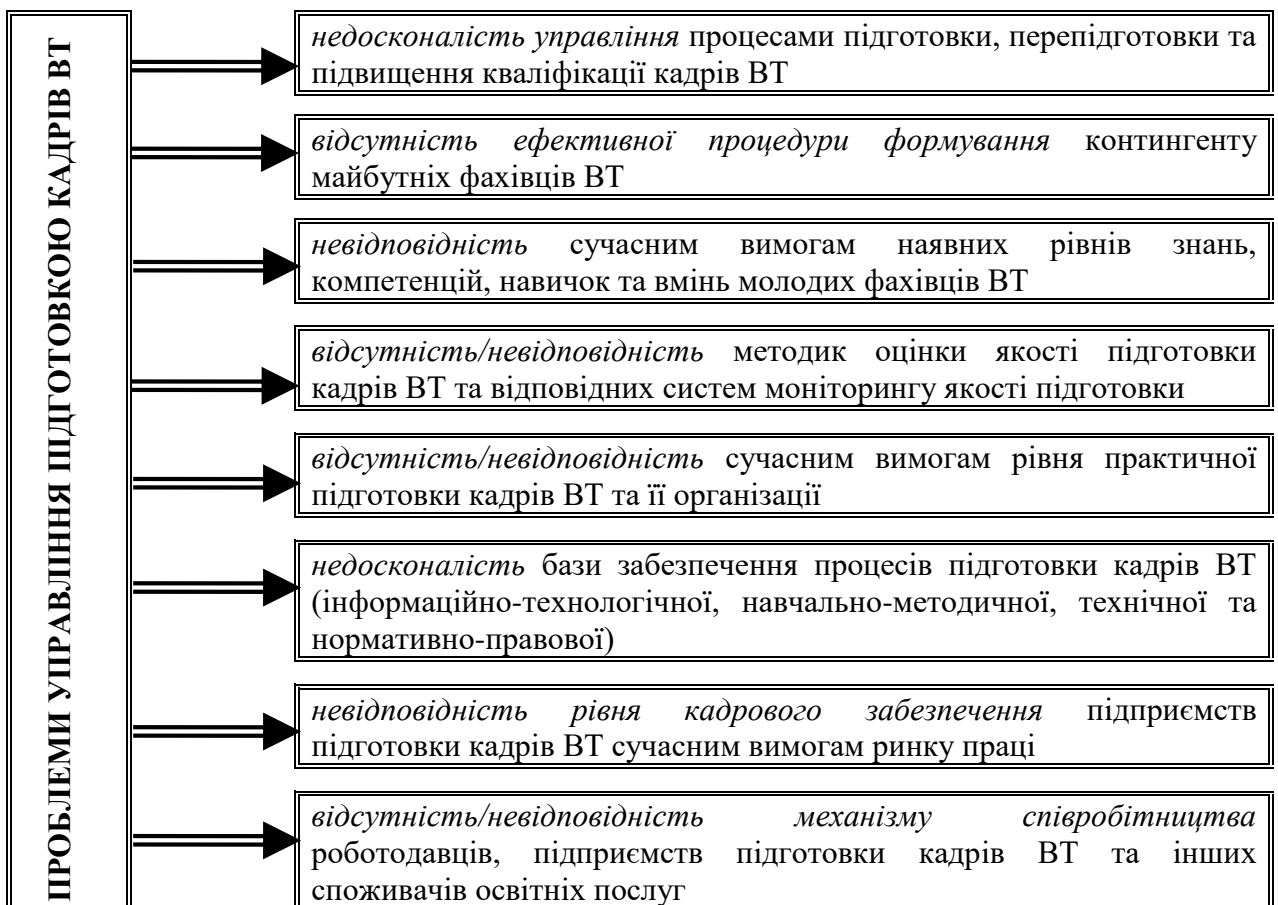 ПРОБЛЕМИ УПРАВЛІННЯ ПІДГОТОВКОЮ КАДРІВ ВТ
недосконалість управління процесами підготовки, перепідготовки та
підвищення кваліфікації кадрів ВТ
відсутність ефективної процедури формування контингенту
майбутніх фахівців ВТ
невідповідність сучасним вимогам наявних рівнів знань,
компетенцій, навичок та вмінь молодих фахівців ВТ
відсутність/невідповідність методик оцінки якості підготовки
кадрів ВТ та відповідних систем моніторингу якості підготовки
відсутність/невідповідність сучасним вимогам рівня практичної
підготовки кадрів ВТ та її організації
недосконалість бази забезпечення процесів підготовки кадрів ВТ
(інформаційно-технологічної, навчально-методичної, технічної та
нормативно-правової)
невідповідність рівня кадрового забезпечення підприємств
підготовки кадрів ВТ сучасним вимогам ринку праці
відсутність/невідповідність механізму співробітництва
роботодавців, підприємств підготовки кадрів ВТ та інших
споживачів освітніх послуг